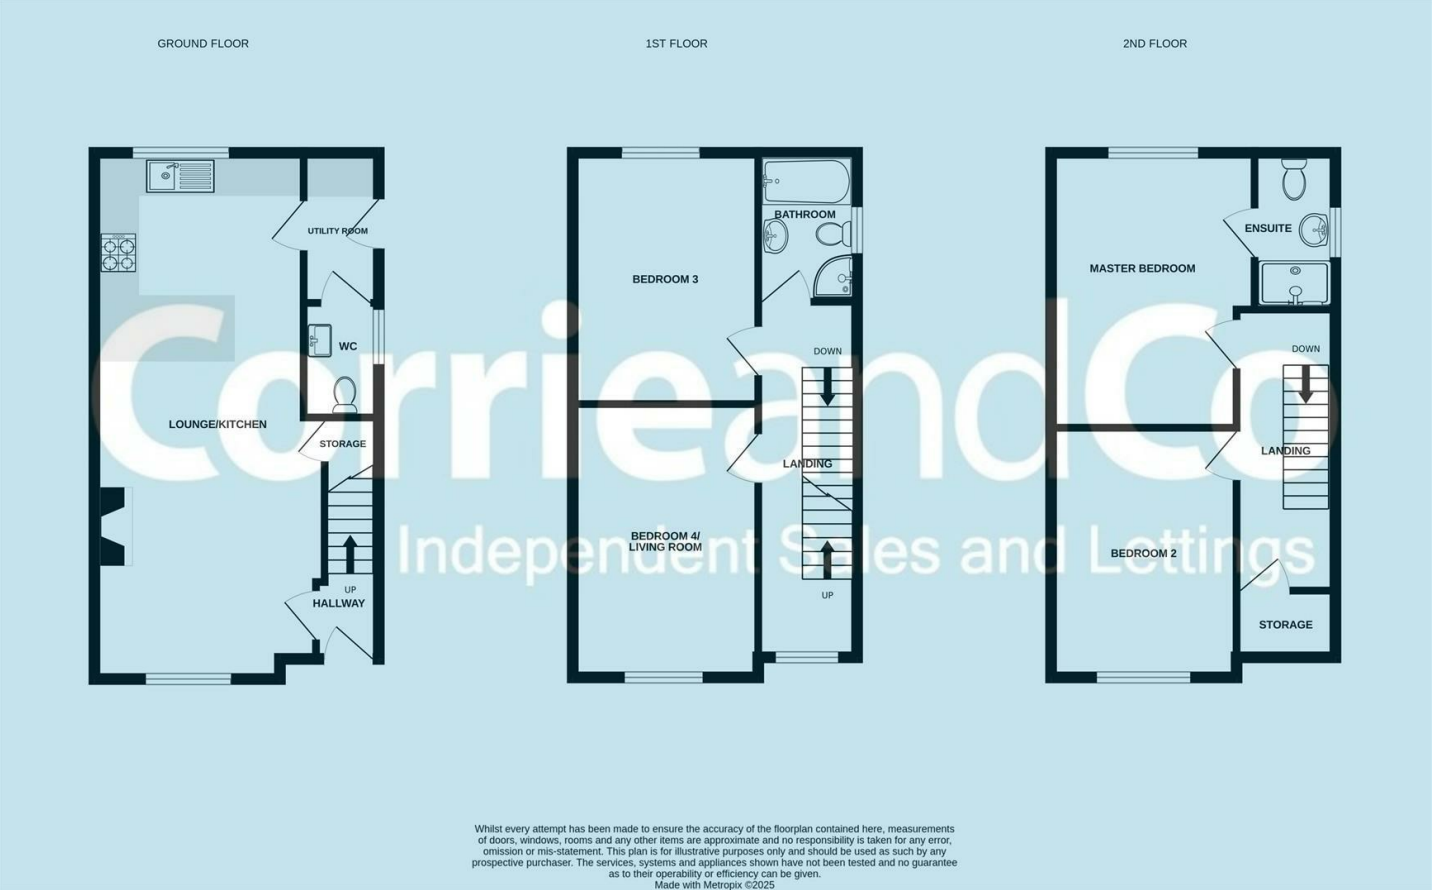 GROUND FLOOR
1ST FLOOR
2ND FLOOR
UTILITY ROOM
WC
LOUNGE/KITCHEN
STORAGE
UP
HALLWAY
BATHROOM
BEDROOM 3
DOWN
LANDING
BEDROOM 4/
LIVING ROOM
UP
ENSUITE
MASTER BEDROOM
DOWN
LANDING
BEDROOM 2
STORAGE
CorrieandCo
Independent Sales and Lettings
Whilst every attempt has been made to ensure the accuracy of the floorplan contained here, measurements
of doors, windows, rooms and any other items are approximate and no responsibility is taken for any error,
omission or mis-statement. This plan is for illustrative purposes only and should be used as such by any
prospective purchaser. The services, systems and appliances shown have not been tested and no guarantee
as to their operability or efficiency can be given.
Made with Metropix ©2025